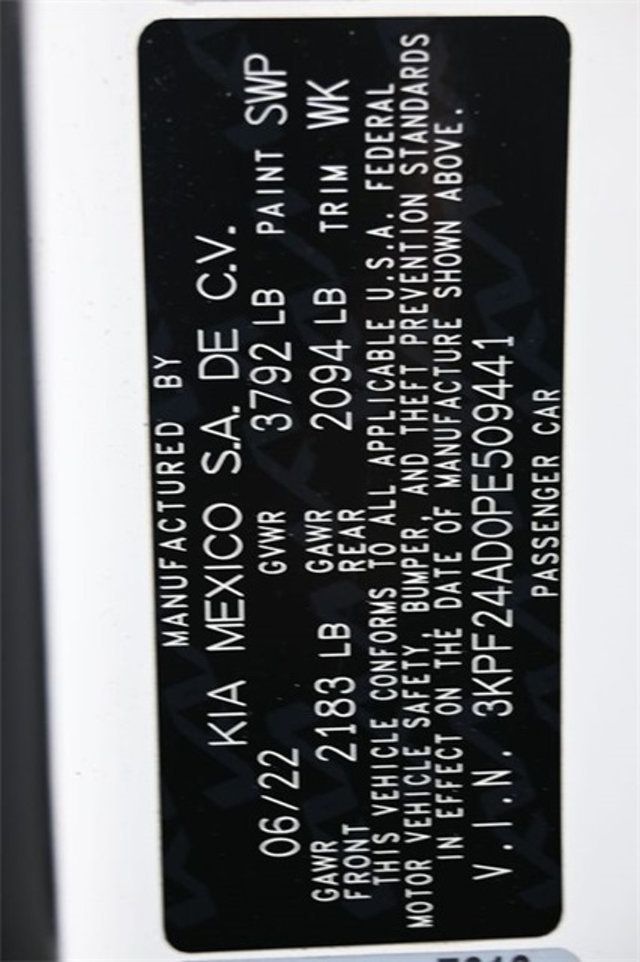 MANUFACTURED BY
KIA MEXICO S.A. DE C.V.
06/22 GVWR 3792 LB PAINT SWP
GAWR FRONT 2183 LB GAWR REAR 2094 LB TRIM WK
THIS VEHICLE CONFORMS TO ALL APPLICABLE U.S.A. FEDERAL
MOTOR VEHICLE SAFETY, BUMPER, AND THEFT PREVENTION STANDARDS
IN EFFECT ON THE DATE OF MANUFACTURE SHOWN ABOVE.
V.I.N. 3KPF24AD0PE509441
PASSENGER CAR